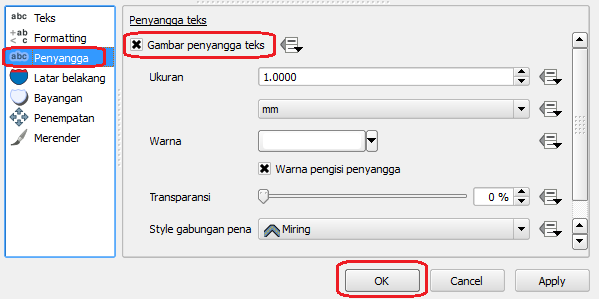 abc Teks
+ab < c Formatting
abc Penyangga
Latar belakang
Bayangan
Penempatan
Merender
Penyangga teks
Gambar penyangga teks
Ukuran 1.0000
mm
Warna
Warna pengisi penyangga
Transparansi 0 %
Style gabungan pena Miring
OK Cancel Apply